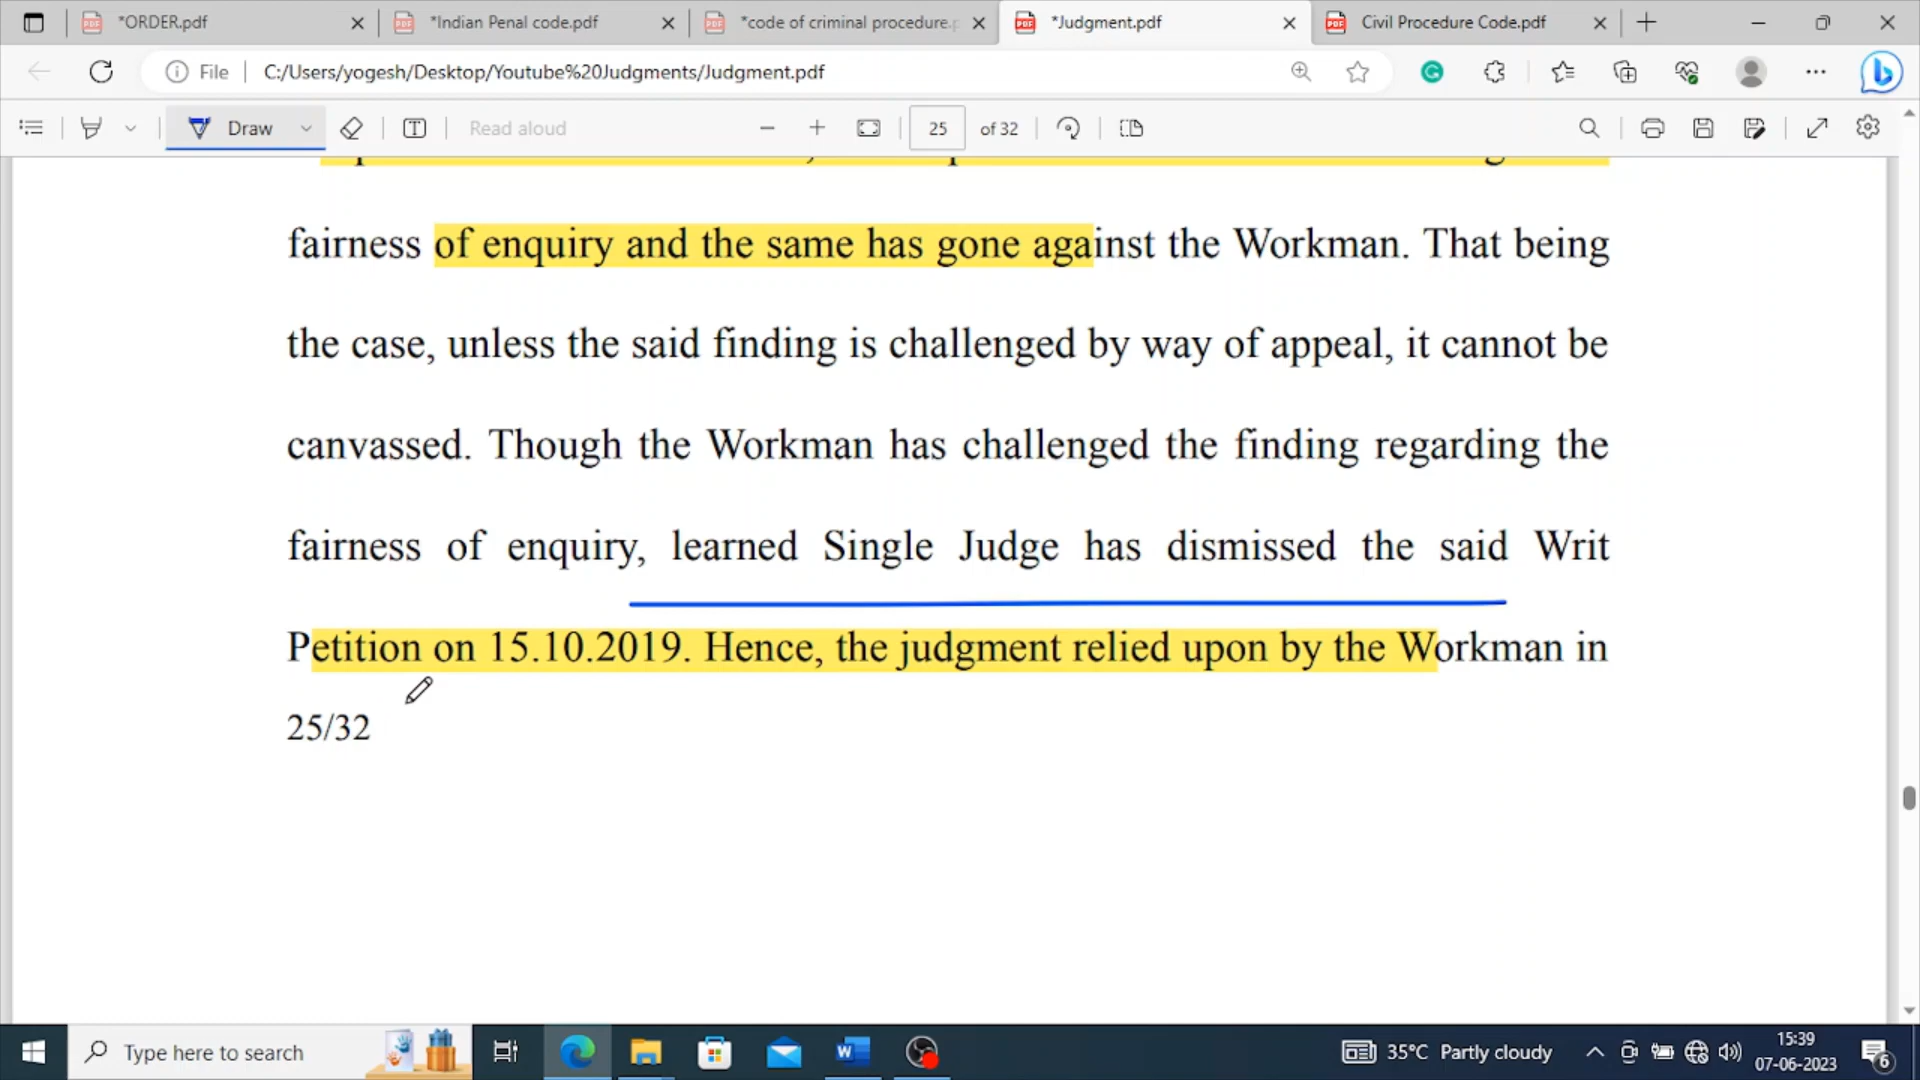 *ORDER.pdf
*Indian Penal code.pdf
*code of criminal procedure.p
*Judgment.pdf
Civil Procedure Code.pdf
File
C:/Users/yogesh/Desktop/Youtube%20Judgments/Judgment.pdf
Draw
Read aloud
25
of 32
fairness of enquiry and the same has gone against the Workman. That being
the case, unless the said finding is challenged by way of appeal, it cannot be
canvassed. Though the Workman has challenged the finding regarding the
fairness of enquiry, learned Single Judge has dismissed the said Writ
Petition on 15.10.2019. Hence, the judgment relied upon by the Workman in
25/32
Type here to search
35°C Partly cloudy
15:39
07-06-2023
6